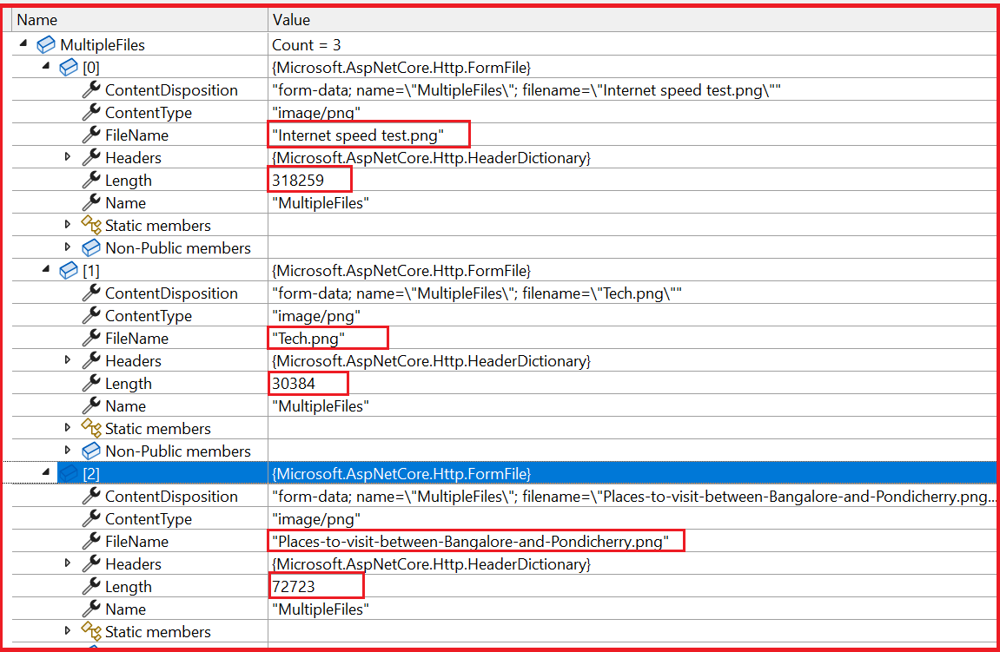 Name Value
MultipleFiles Count = 3
[0] {Microsoft.AspNetCore.Http.FormFile}
ContentDisposition "form-data; name=\"MultipleFiles\"; filename=\"Internet speed test.png\""
ContentType "image/png"
FileName "Internet speed test.png"
Headers {Microsoft.AspNetCore.Http.HeaderDictionary}
Length 318259
Name "MultipleFiles"
Static members
Non-Public members
[1] {Microsoft.AspNetCore.Http.FormFile}
ContentDisposition "form-data; name=\"MultipleFiles\"; filename=\"Tech.png\""
ContentType "image/png"
FileName "Tech.png"
Headers {Microsoft.AspNetCore.Http.HeaderDictionary}
Length 30384
Name "MultipleFiles"
Static members
Non-Public members
[2] {Microsoft.AspNetCore.Http.FormFile}
ContentDisposition "form-data; name=\"MultipleFiles\"; filename=\"Places-to-visit-between-Bangalore-and-Pondicherry.png...
ContentType "image/png"
FileName "Places-to-visit-between-Bangalore-and-Pondicherry.png"
Headers {Microsoft.AspNetCore.Http.HeaderDictionary}
Length 72723
Name "MultipleFiles"
Static members